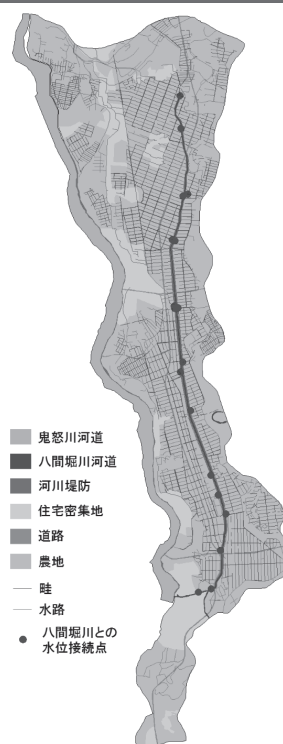 鬼怒川河道
八間堀川河道
河川堤防
住宅密集地
道路
農地
畦
水路
八間堀川との
水位接続点